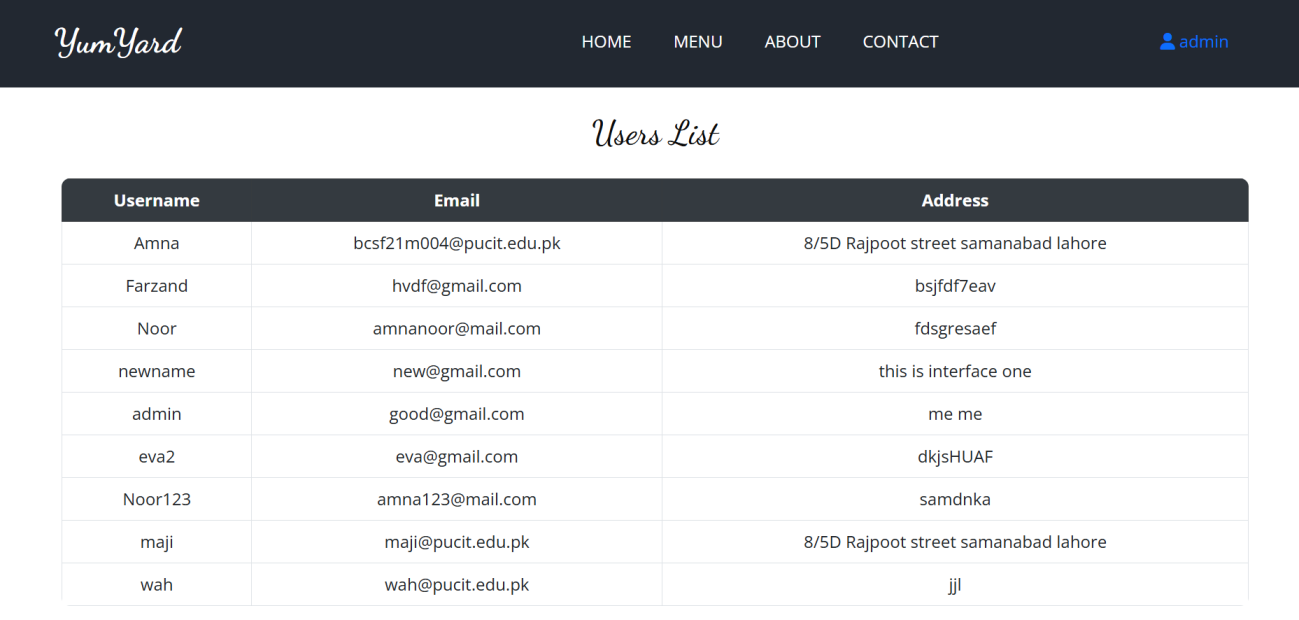 YumYard HOME MENU ABOUT CONTACT admin
Users List
Username Email Address
Amna bcsf21m004@pucit.edu.pk 8/5D Rajpoot street samanabad lahore
Farzand hvdf@gmail.com bsjfdf7eav
Noor amnanoor@mail.com fdsgresaef
newname new@gmail.com this is interface one
admin good@gmail.com me me
eva2 eva@gmail.com dkjsHUAF
Noor123 amna123@mail.com samdnka
maji maji@pucit.edu.pk 8/5D Rajpoot street samanabad lahore
wah wah@pucit.edu.pk jjl